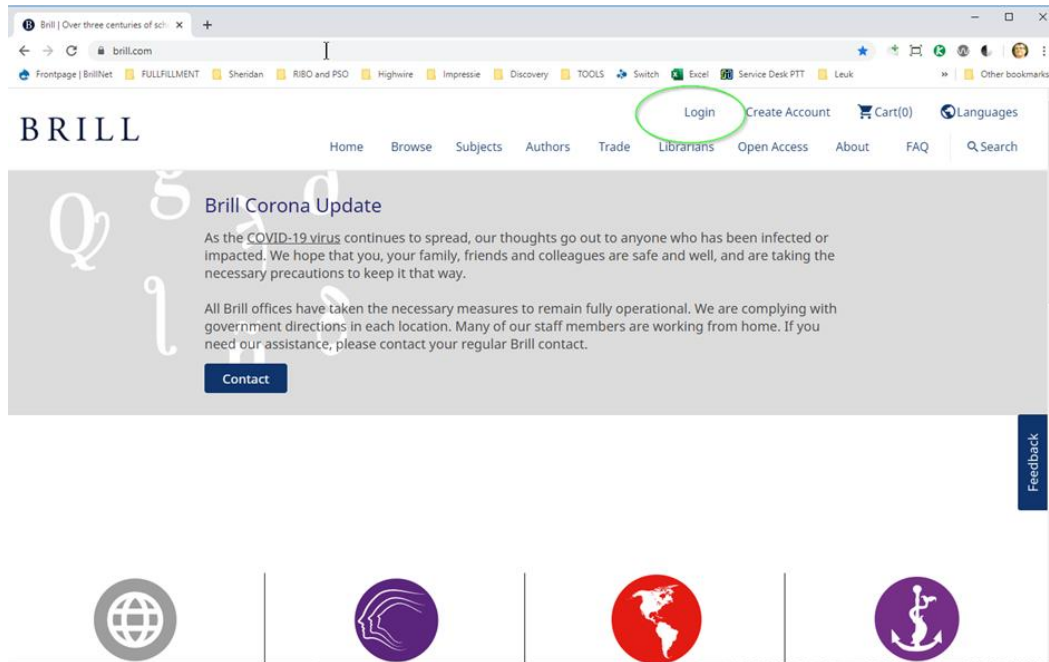 Brill | Over three centuries of sch
brill.com
Frontpage | BrillNet FULLFILLMENT Sheridan RIBO and PSO Highwire Impressie Discovery TOOLS Switch Excel Service Desk PTT Leuk » Other bookmarks
Login Create Account Cart(0) Languages
BRILL
Home Browse Subjects Authors Trade Librarians Open Access About FAQ Search
Brill Corona Update
As the COVID-19 virus continues to spread, our thoughts go out to anyone who has been infected or
impacted. We hope that you, your family, friends and colleagues are safe and well, and are taking the
necessary precautions to keep it that way.
All Brill offices have taken the necessary measures to remain fully operational. We are complying with
government directions in each location. Many of our staff members are working from home. If you
need our assistance, please contact your regular Brill contact.
Contact
Feedback